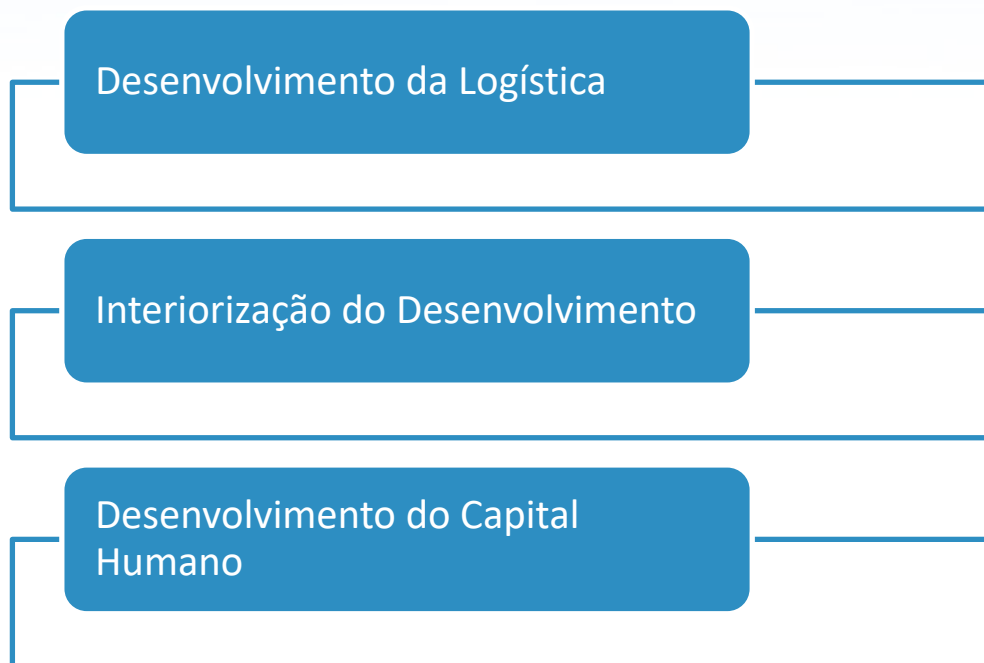 Desenvolvimento da Logística
Interiorização do Desenvolvimento
Desenvolvimento do Capital
Humano